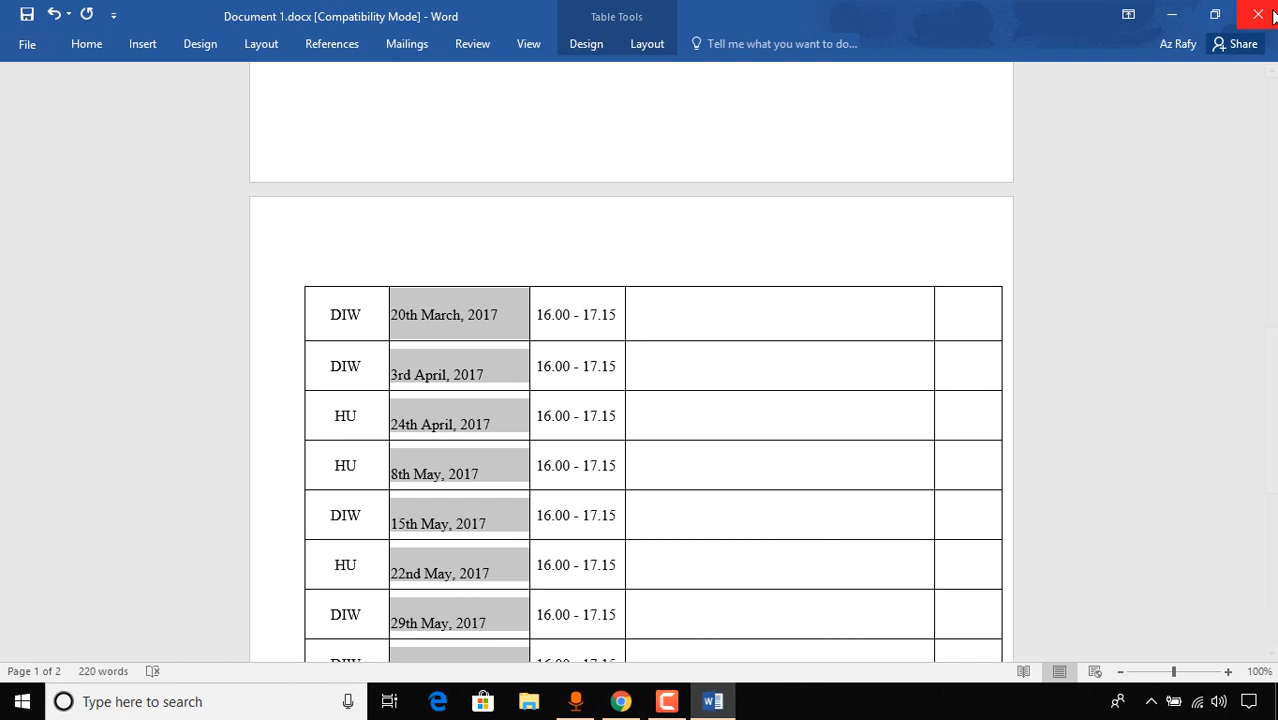 Document 1.docx [Compatibility Mode] - Word
Table Tools
File
Home
Insert
Design
Layout
References
Mailings
Review
View
Design
Layout
Tell me what you want to do...
Az Rafy
Share
DIW 20th March, 2017 16.00 - 17.15
DIW 3rd April, 2017 16.00 - 17.15
HU 24th April, 2017 16.00 - 17.15
HU 8th May, 2017 16.00 - 17.15
DIW 15th May, 2017 16.00 - 17.15
HU 22nd May, 2017 16.00 - 17.15
DIW 29th May, 2017 16.00 - 17.15
DIW 16.00 - 17.15
Page 1 of 2
220 words
100%
Type here to search